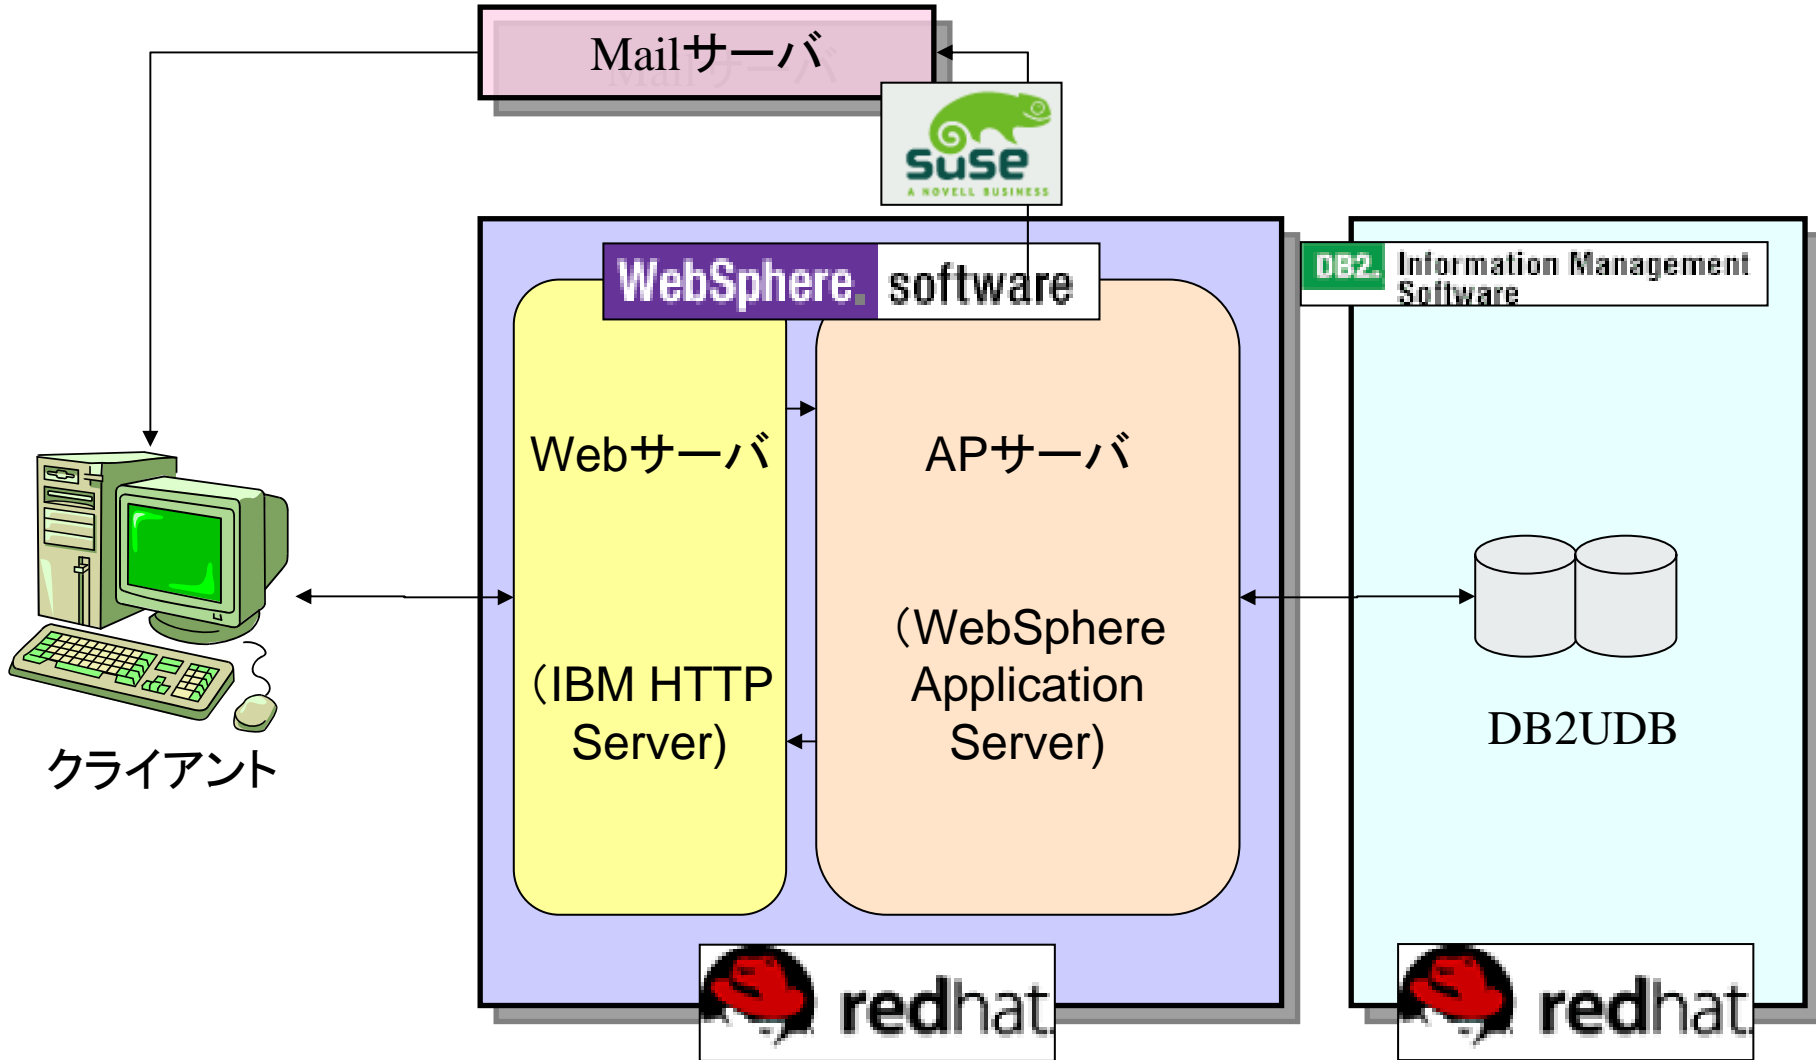 Mailサーバ
SUSE
A NOVELL BUSINESS
WebSphere. software
DB2. Information Management
Software
Webサーバ
(IBM HTTP
Server)
APサーバ
(WebSphere
Application
Server)
DB2UDB
クライアント
redhat.
redhat.